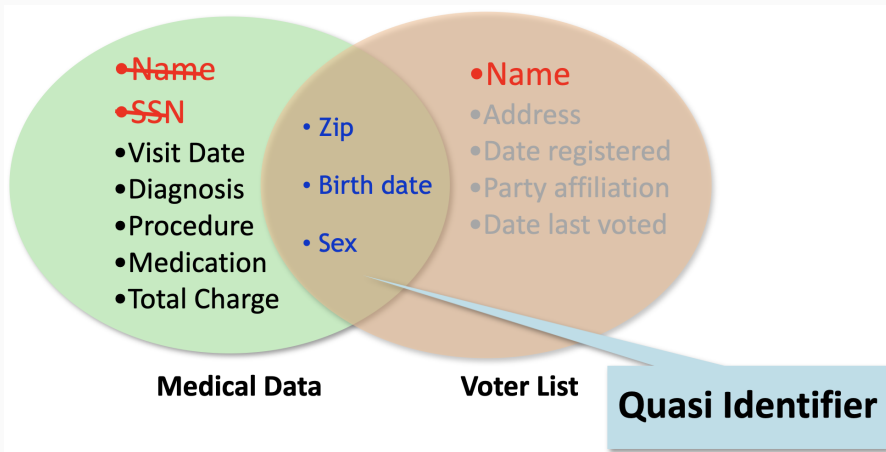 •Name
•SSN
•Visit Date
•Diagnosis
•Procedure
•Medication
•Total Charge
• Zip
• Birth date
• Sex
•Name
•Address
•Date registered
•Party affiliation
•Date last voted
Medical Data
Voter List
Quasi Identifier